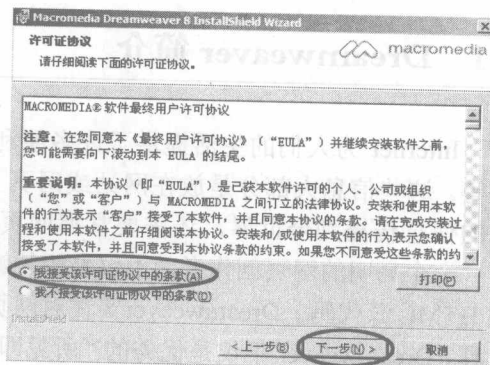 Macromedia Dreamweaver 8 InstallShield Wizard
许可证协议
请仔细阅读下面的许可证协议。
macromedia
MACROMEDIA® 软件最终用户许可协议
注意：在您同意本《最终用户许可协议》（“EULA”）并继续安装软件之前，
您可能需要向下滚动到本 EULA 的结尾。
重要说明：本协议（即“EULA”）是已获本软件许可的个人、公司或组织
（“您”或“客户”）与 MACROMEDIA 之间订立的法律协议。安装和使用本软
件的行为表示“客户”接受了本软件，并且同意本协议的条款。请在完成安装过
程和使用本软件之前仔细阅读本协议。安装和/或使用本软件的行为表示您确认
接受了本软件，并且同意受到本协议条款的约束。如果您不同意受这些条款的约
我接受该许可证协议中的条款(A)
打印(P)
我不接受该许可证协议中的条款(D)
InstallShield
< 上一步(B)
下一步(N) >
取消